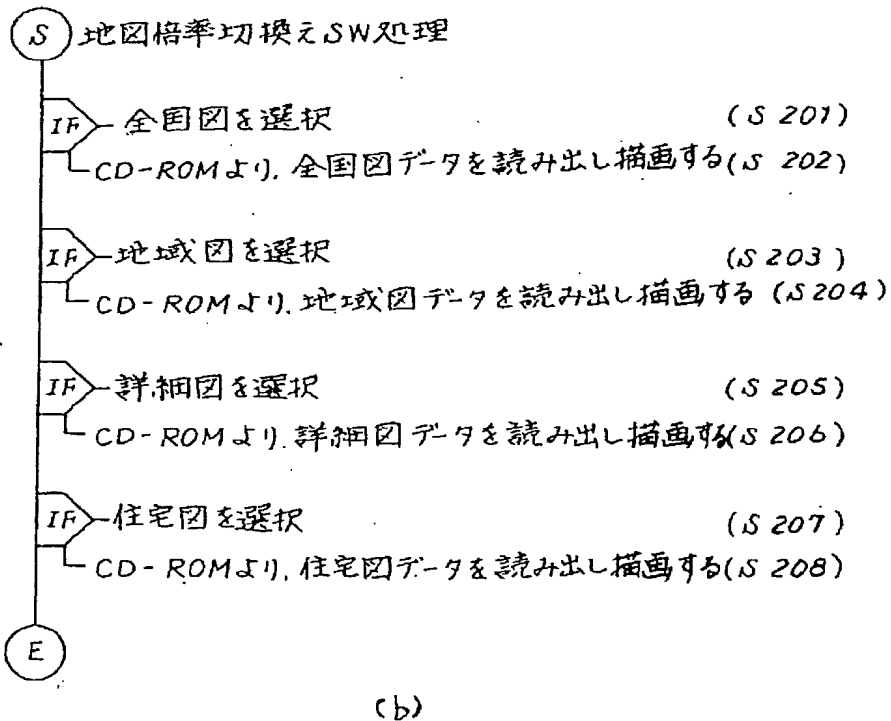 S 地図倍率切換えSW処理
IF 全国図を選択 (S 201)
CD-ROMより、全国図データを読み出し描画する (S 202)
IF 地域図を選択 (S 203)
CD-ROMより、地域図データを読み出し描画する (S 204)
IF 詳細図を選択 (S 205)
CD-ROMより、詳細図データを読み出し描画する (S 206)
IF 住宅図を選択 (S 207)
CD-ROMより、住宅図データを読み出し描画する (S 208)
E
(b)